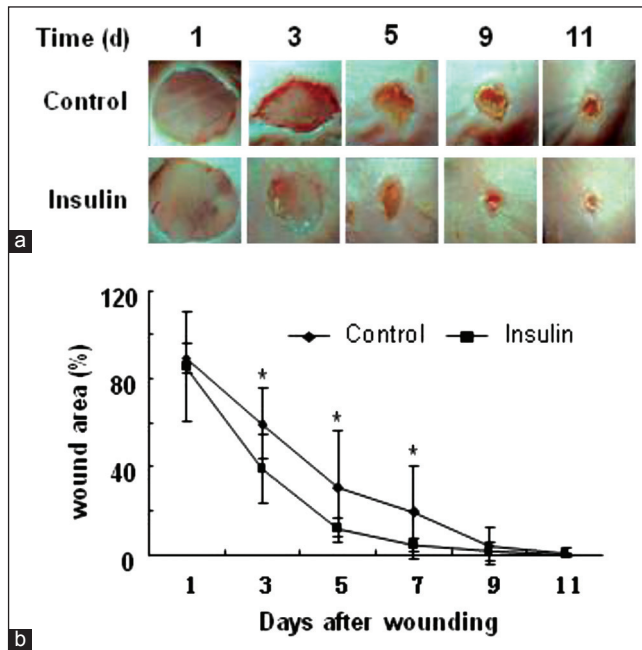 Time (d) 1 3 5 9 11
Control
Insulin
a
120
Control Insulin
80
40
0
wound area (%)
* * *
1 3 5 7 9 11
Days after wounding
b